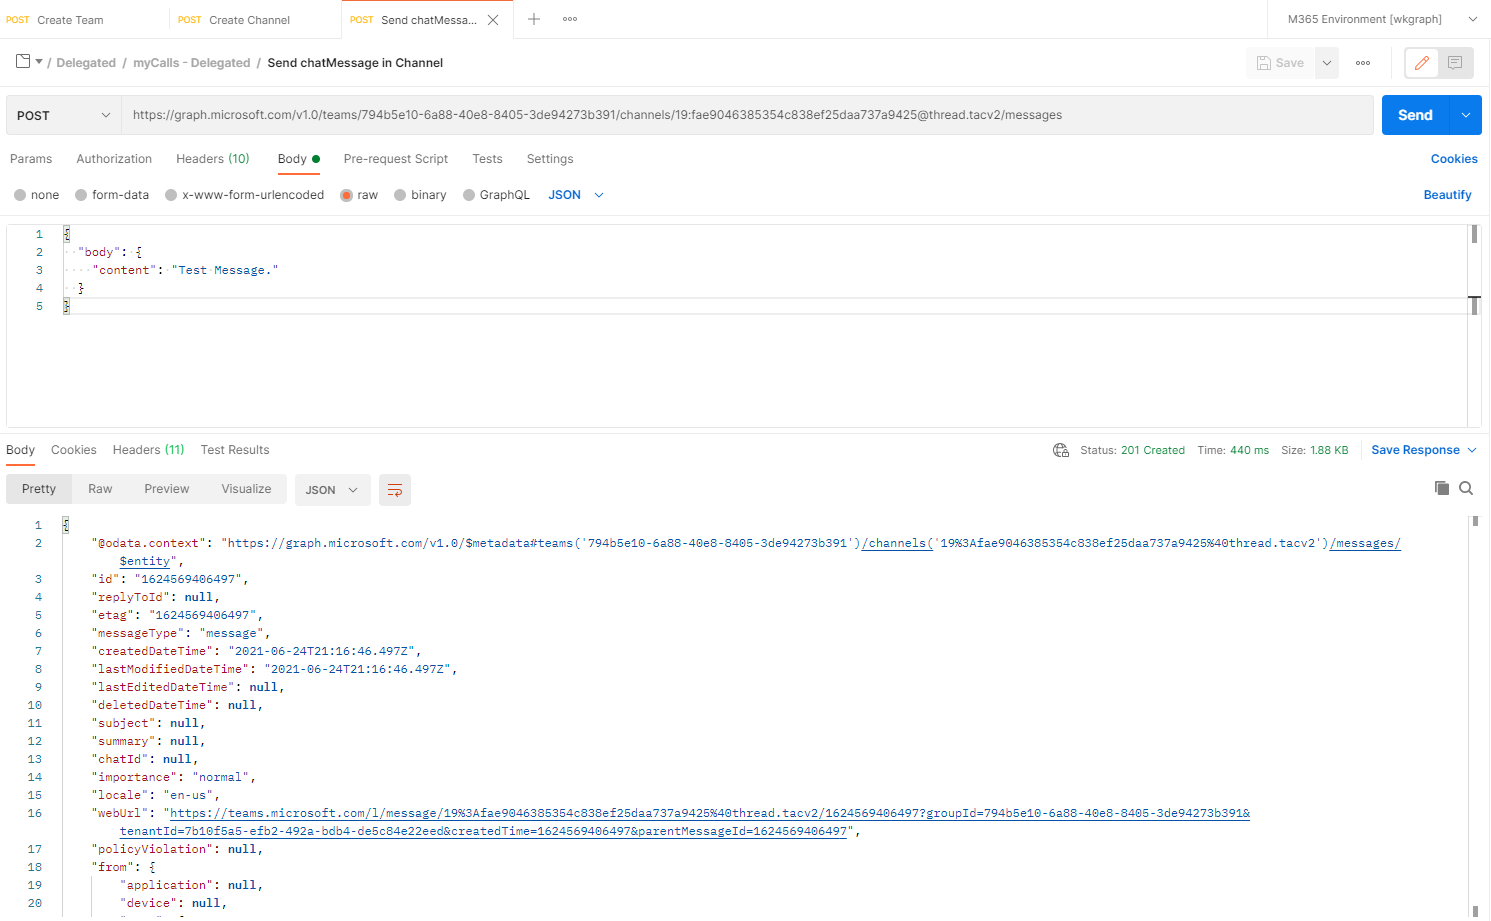 POST Create Team POST Create Channel POST Send chatMessa... M365 Environment [wkgraph]
/ Delegated / myCalls - Delegated / Send chatMessage in Channel Save
POST https://graph.microsoft.com/v1.0/teams/794b5e10-6a88-40e8-8405-3de94273b391/channels/19:fae9046385354c838ef25daa737a9425@thread.tacv2/messages Send
Params Authorization Headers (10) Body Pre-request Script Tests Settings Cookies
none form-data x-www-form-urlencoded raw binary GraphQL JSON Beautify
1 {
2 "body": {
3 "content": "Test Message."
4 }
5 }
Body Cookies Headers (11) Test Results Status: 201 Created Time: 440 ms Size: 1.88 KB Save Response
Pretty Raw Preview Visualize JSON
1 {
2 "@odata.context": "https://graph.microsoft.com/v1.0/$metadata#teams('794b5e10-6a88-40e8-8405-3de94273b391')/channels('19%3Afae9046385354c838ef25daa737a9425%40thread.tacv2')/messages/
$entity",
3 "id": "1624569406497",
4 "replyToId": null,
5 "etag": "1624569406497",
6 "messageType": "message",
7 "createdDateTime": "2021-06-24T21:16:46.497Z",
8 "lastModifiedDateTime": "2021-06-24T21:16:46.497Z",
9 "lastEditedDateTime": null,
10 "deletedDateTime": null,
11 "subject": null,
12 "summary": null,
13 "chatId": null,
14 "importance": "normal",
15 "locale": "en-us",
16 "webUrl": "https://teams.microsoft.com/l/message/19%3Afae9046385354c838ef25daa737a9425%40thread.tacv2/1624569406497?groupId=794b5e10-6a88-40e8-8405-3de94273b391&
tenantId=7b10f5a5-efb2-492a-bdb4-de5c84e22eed&createdTime=1624569406497&parentMessageId=1624569406497",
17 "policyViolation": null,
18 "from": {
19 "application": null,
20 "device": null,